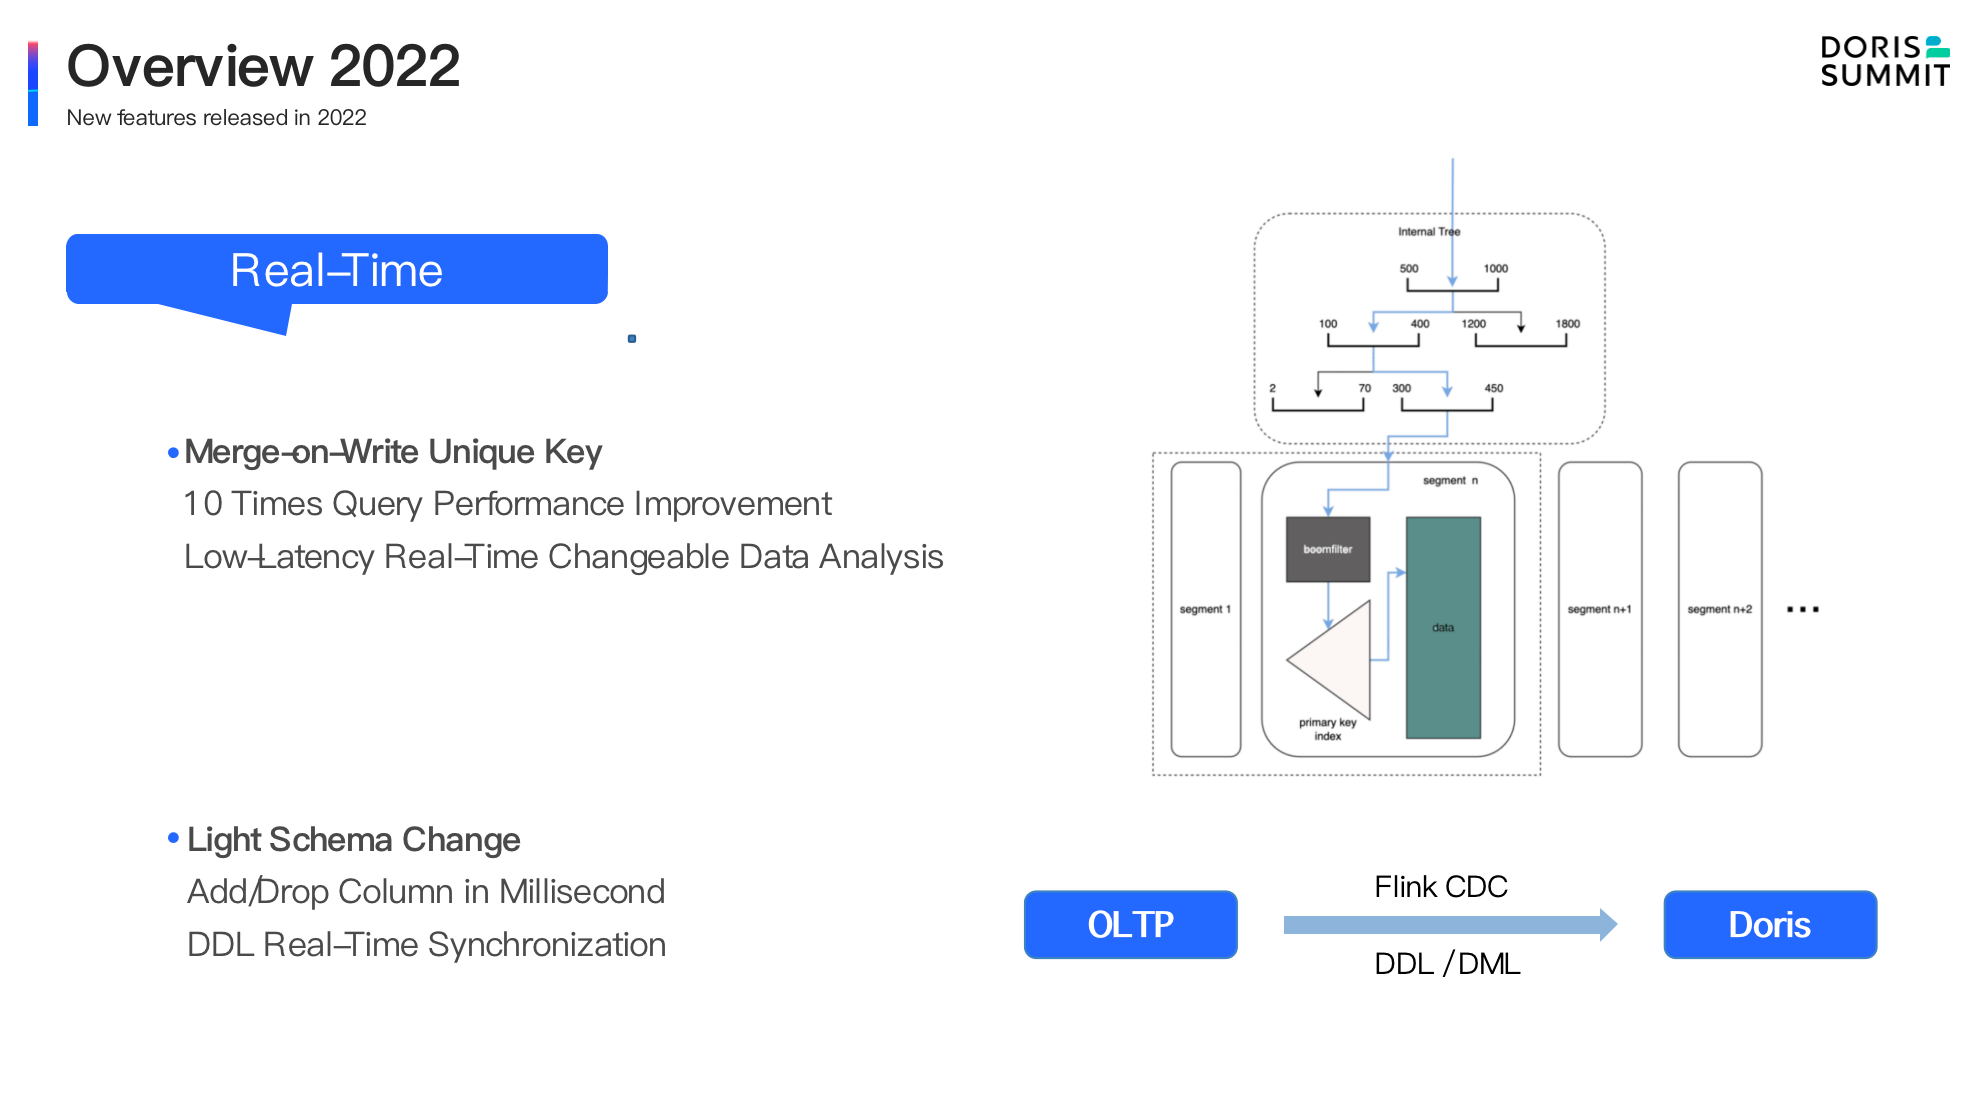 Overview 2022
New features released in 2022
DORIS
SUMMIT
Real-Time
Merge-on-Write Unique Key
10 Times Query Performance Improvement
Low-Latency Real-Time Changeable Data Analysis
Light Schema Change
Add/Drop Column in Millisecond
DDL Real-Time Synchronization
Internal Tree
500 1000
100 400 1200 1800
2 70 300 450
segment n
boomfilter
segment 1
data
segment n+1
segment n+2
...
primary key
index
Flink CDC
OLTP
Doris
DDL /DML